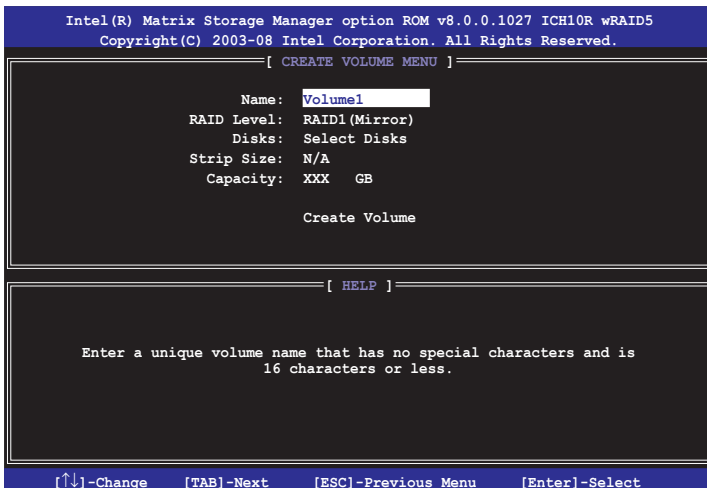 Intel(R) Matrix Storage Manager option ROM v8.0.0.1027 ICH10R wRAID5
Copyright(C) 2003-08 Intel Corporation. All Rights Reserved.
[ CREATE VOLUME MENU ]
Name: Volume1
RAID Level: RAID1(Mirror)
Disks: Select Disks
Strip Size: N/A
Capacity: XXX GB
Create Volume
[ HELP ]
Enter a unique volume name that has no special characters and is
16 characters or less.
[↑↓]-Change [TAB]-Next [ESC]-Previous Menu [Enter]-Select